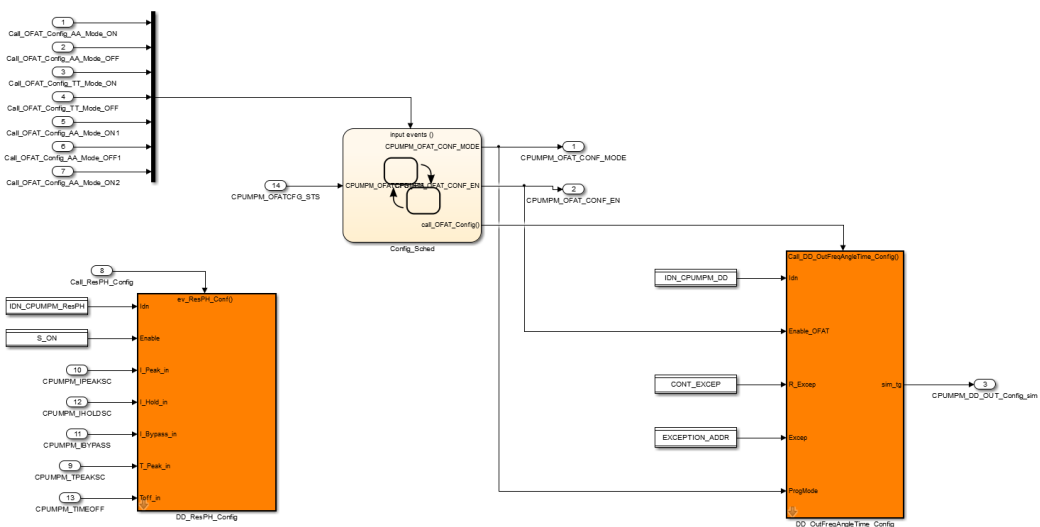 1
Call_OFAT_Config_AA_Mode_ON
2
Call_OFAT_Config_AA_Mode_OFF
3
Call_OFAT_Config_TT_Mode_ON
4
Call_OFAT_Config_TT_Mode_OFF
5
Call_OFAT_Config_AA_Mode_ON1
6
Call_OFAT_Config_AA_Mode_OFF1
7
Call_OFAT_Config_AA_Mode_ON2
14
CPUMPM_OFATCFG_STS
input events ()
CPUMPM_OFAT_CONF_MODE
call_OFAT_Config()
Config_Sched
1
CPUMPM_OFAT_CONF_MODE
2
CPUMPM_OFAT_CONF_EN
8
Call_ResPH_Config
IDN_CPUMPM_ResPH
S_ON
10
CPUMPM_IPEAKSC
12
CPUMPM_IHOLDSC
11
CPUMPM_IBYPASS
9
CPUMPM_TPEAKSC
13
CPUMPM_TIMEOFF
ev_ResPH_Conf()
Idn
Enable
I_Peak_in
I_Hold_in
I_Bypass_in
T_Peak_in
Toff_in
DD_ResPH_Config
IDN_CPUMPM_DD
CONT_EXCEP
EXCEPTION_ADDR
Call_DD_OutFreqAngleTime_Config()
Idn
Enable_OFAT
R_Excep
sim_tg
Excep
ProgMode
DD_OutFreqAngleTime_Config
3
CPUMPM_DD_OUT_Config_sim